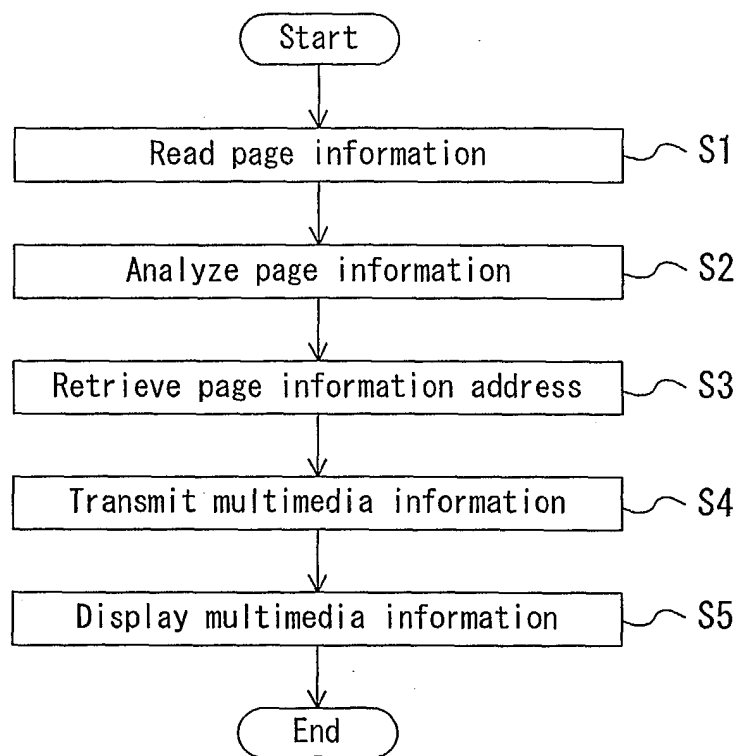 Start
Read page information S1
Analyze page information S2
Retrieve page information address S3
Transmit multimedia information S4
Display multimedia information S5
End